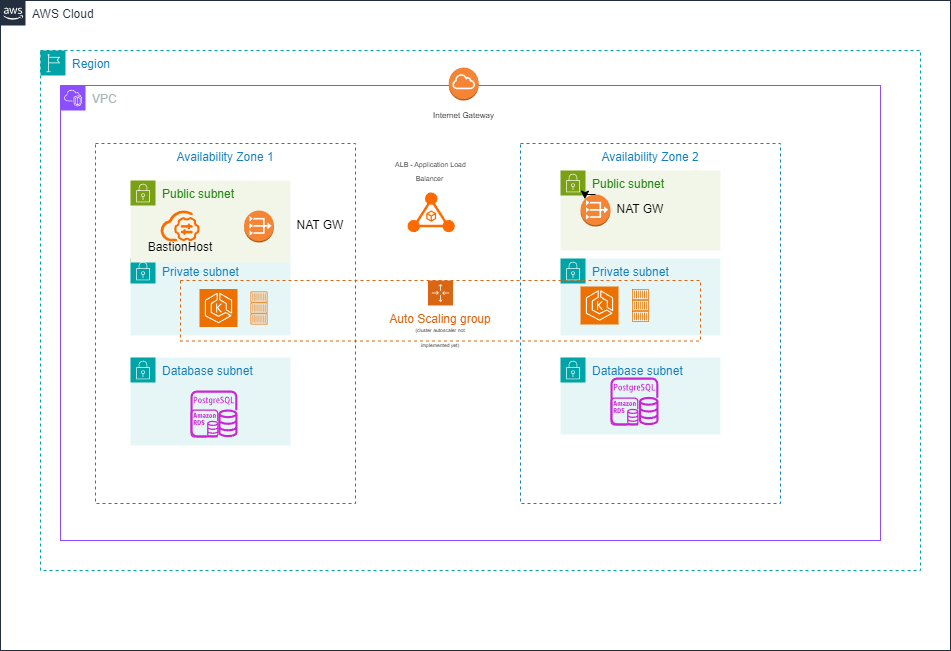 aws
AWS Cloud
Region
VPC
Internet Gateway
Availability Zone 1
ALB - Application Load
Balancer
Availability Zone 2
Public subnet
BastionHost
NAT GW
Public subnet
NAT GW
Private subnet
K
Auto Scaling group
(cluster autoscaler not
implemented yet)
Private subnet
K
Database subnet
PostgreSQL
Amazon
RDS
Database subnet
PostgreSQL
Amazon
RDS